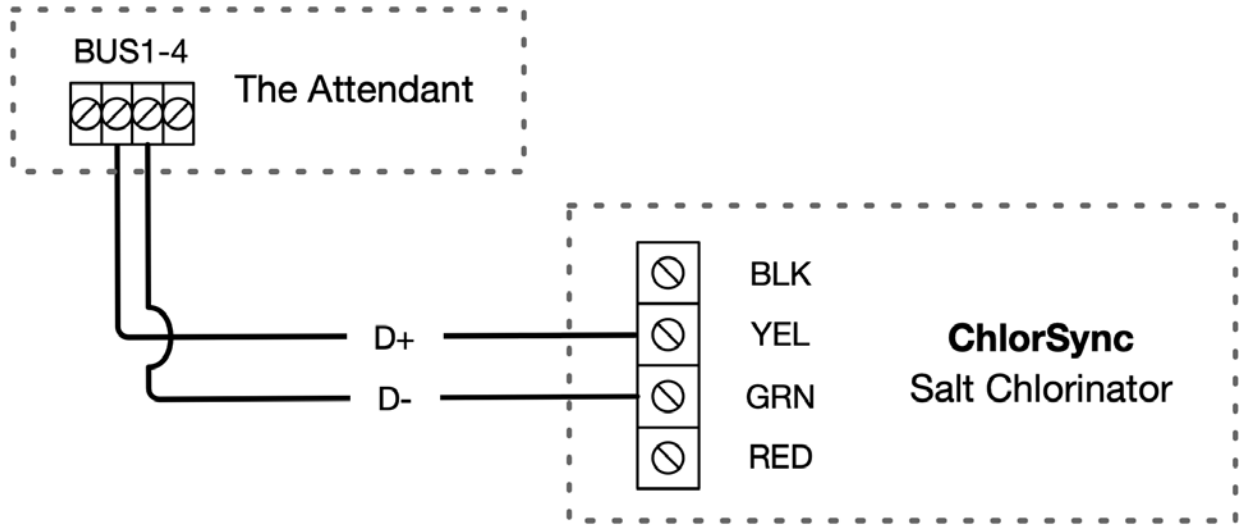 BUS1-4
The Attendant
BLK
D+
YEL
ChlorSync
D-
GRN
Salt Chlorinator
RED